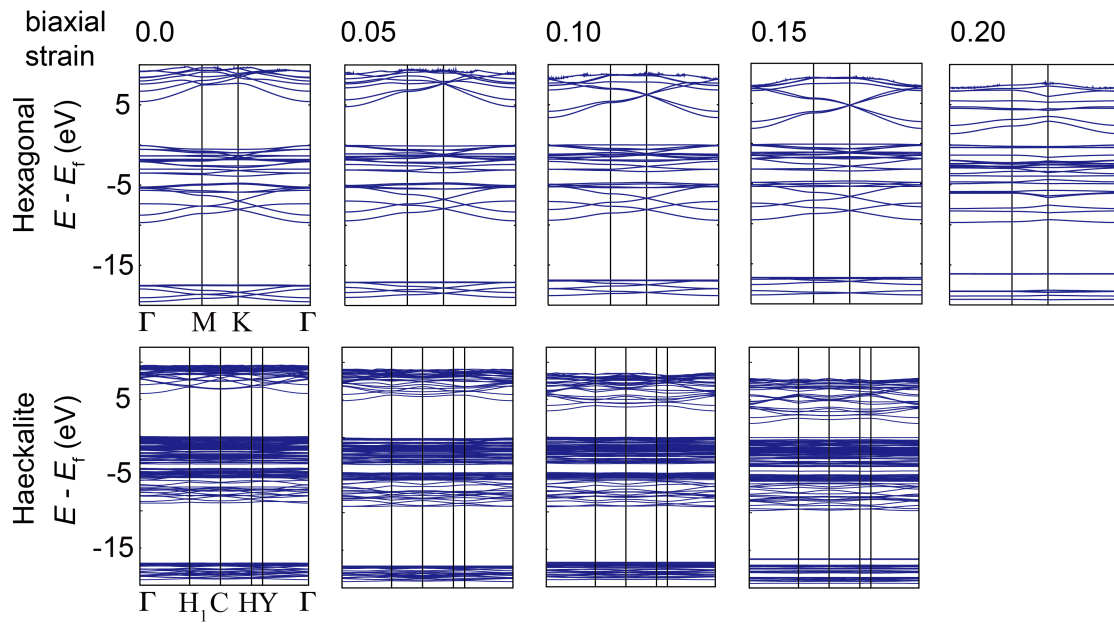 biaxial
strain
0.0 0.05 0.10 0.15 0.20
Hexagonal
E - Ef (eV)
5
-5
-15
Γ M K Γ
Haeckalite
E - Ef (eV)
5
-5
-15
Γ H1 C H Y Γ